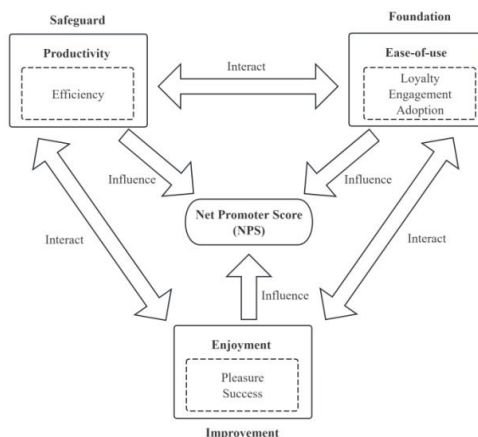 Safeguard
Foundation
Productivity
Efficiency
Interact
Ease-of-use
Loyalty
Engagement
Adoption
Influence
Influence
Net Promoter Score
(NPS)
Interact
Interact
Influence
Enjoyment
Pleasure
Success
Improvement